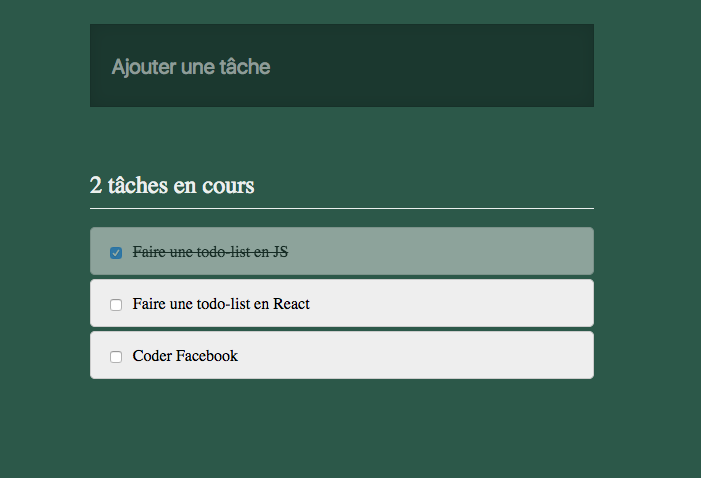 Ajouter une tâche
2 tâches en cours
Faire une todo-list en JS
Faire une todo-list en React
Coder Facebook